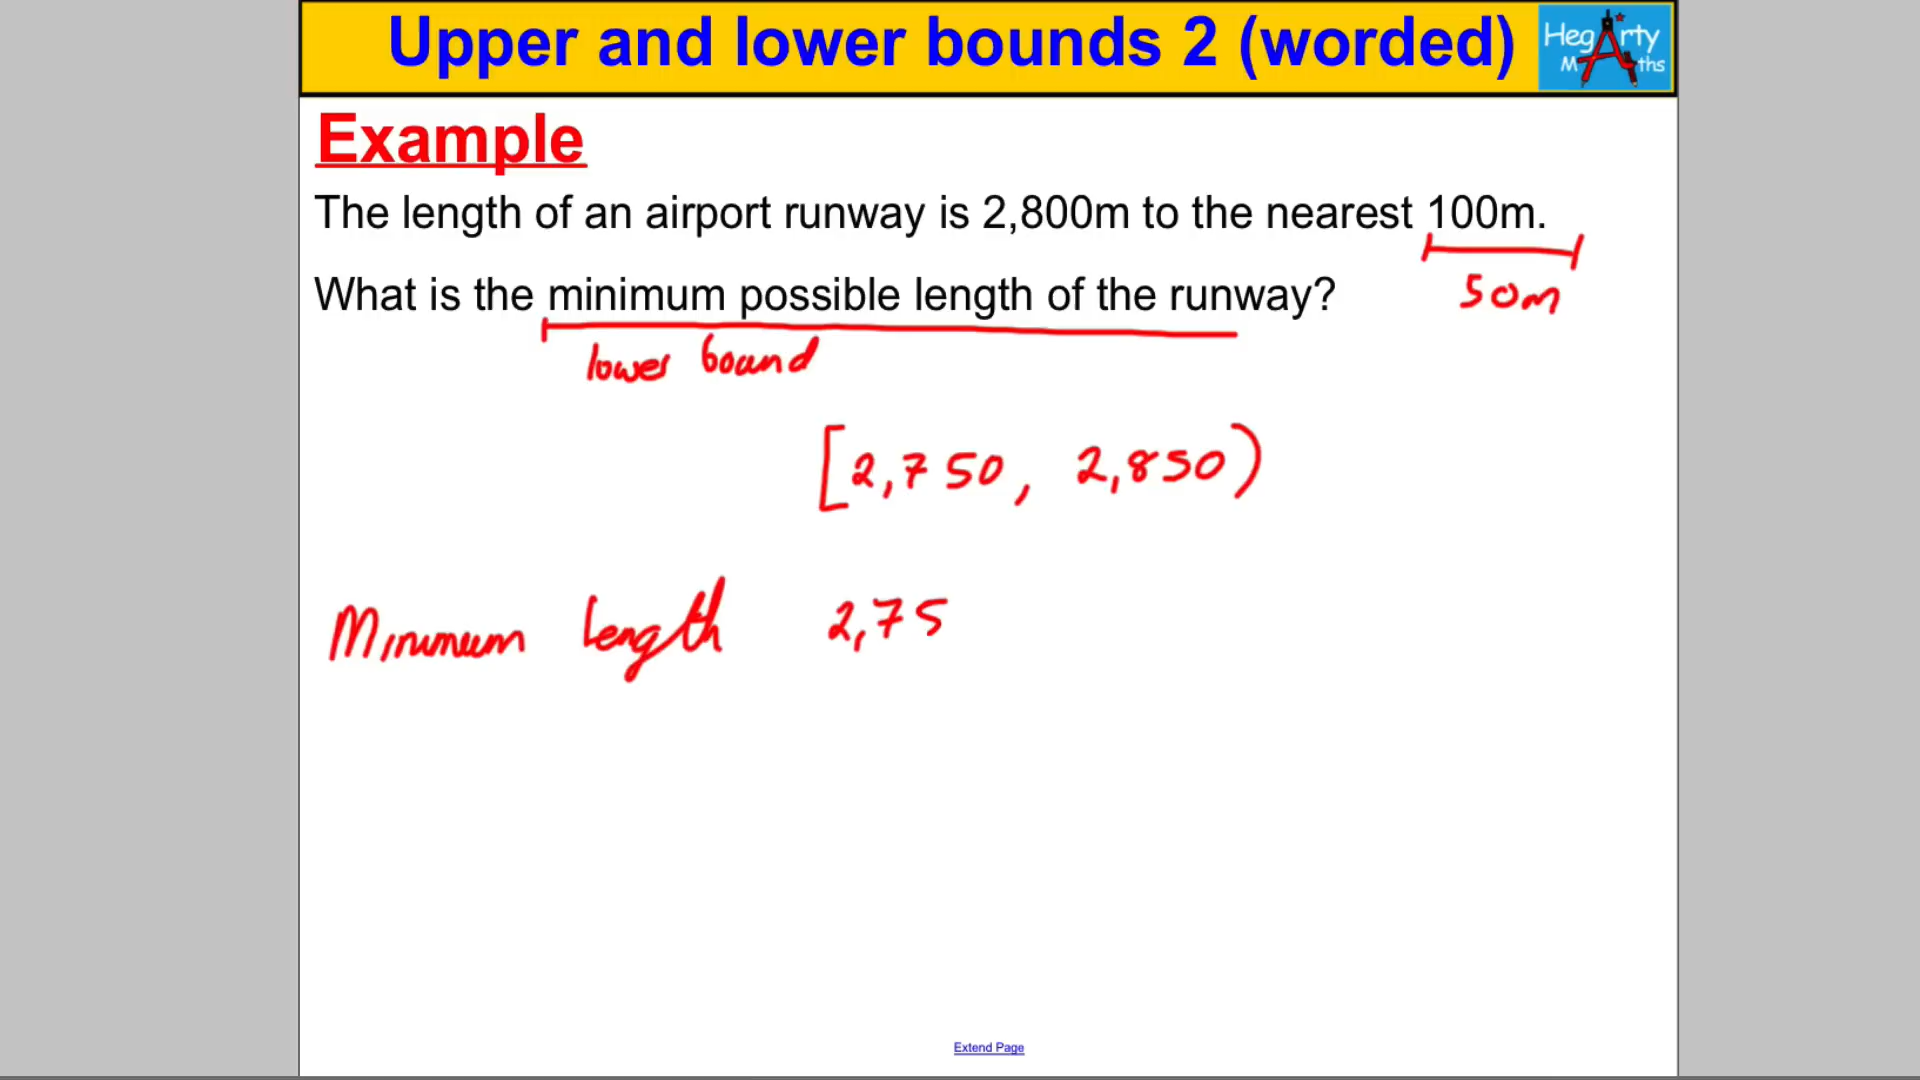 Upper and lower bounds 2 (worded)
Hegarty
Maths
Example
The length of an airport runway is 2,800m to the nearest 100m.
What is the minimum possible length of the runway?
50m
lower bound
[2,750, 2,850)
Minimum length 2,75
Extend Page